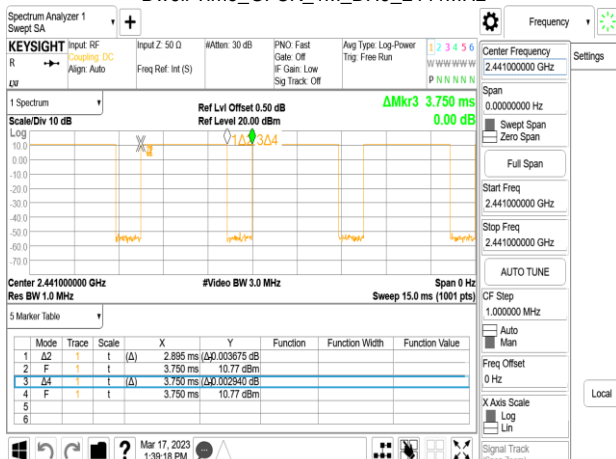 Spectrum Analyzer 1
Swept SA
+
Frequency
KEYSIGHT
Input: RF
Coupling: DC
Align: Auto
Input Z: 50 Ω
Freq Ref: Int (S)
#Atten: 30 dB
PNO: Fast
Gate: Off
IF Gain: Low
Sig Track: Off
Avg Type: Log-Power
Trig: Free Run
1 2 3 4 5 6
W W W W W W
P N N N N N
R
Center Frequency
2.441000000 GHz
Settings
1 Spectrum
Scale/Div 10 dB
Ref Lvl Offset 0.50 dB
Ref Level 20.00 dBm
ΔMkr3 3.750 ms
0.00 dB
Span
0.00000000 Hz
Swept Span
Zero Span
Full Span
Log
10.0
0.00
-10.0
-20.0
-30.0
-40.0
-50.0
-60.0
-70.0
1Δ2
3Δ4
Start Freq
2.441000000 GHz
Stop Freq
2.441000000 GHz
AUTO TUNE
Center 2.441000000 GHz
Res BW 1.0 MHz
#Video BW 3.0 MHz
Span 0 Hz
Sweep 15.0 ms (1001 pts)
CF Step
1.000000 MHz
Auto
Man
5 Marker Table
Mode Trace Scale X Y Function Function Width Function Value
1 Δ2 1 t (Δ) 2.895 ms (Δ) -0.003675 dB
2 F 1 t 3.750 ms 10.77 dBm
3 Δ4 1 t (Δ) 3.750 ms (Δ) -0.002940 dB
4 F 1 t 3.750 ms 10.77 dBm
5
6
Freq Offset
0 Hz
X Axis Scale
Log
Lin
Local
Signal Track
Mar 17, 2023
1:39:18 PM
?